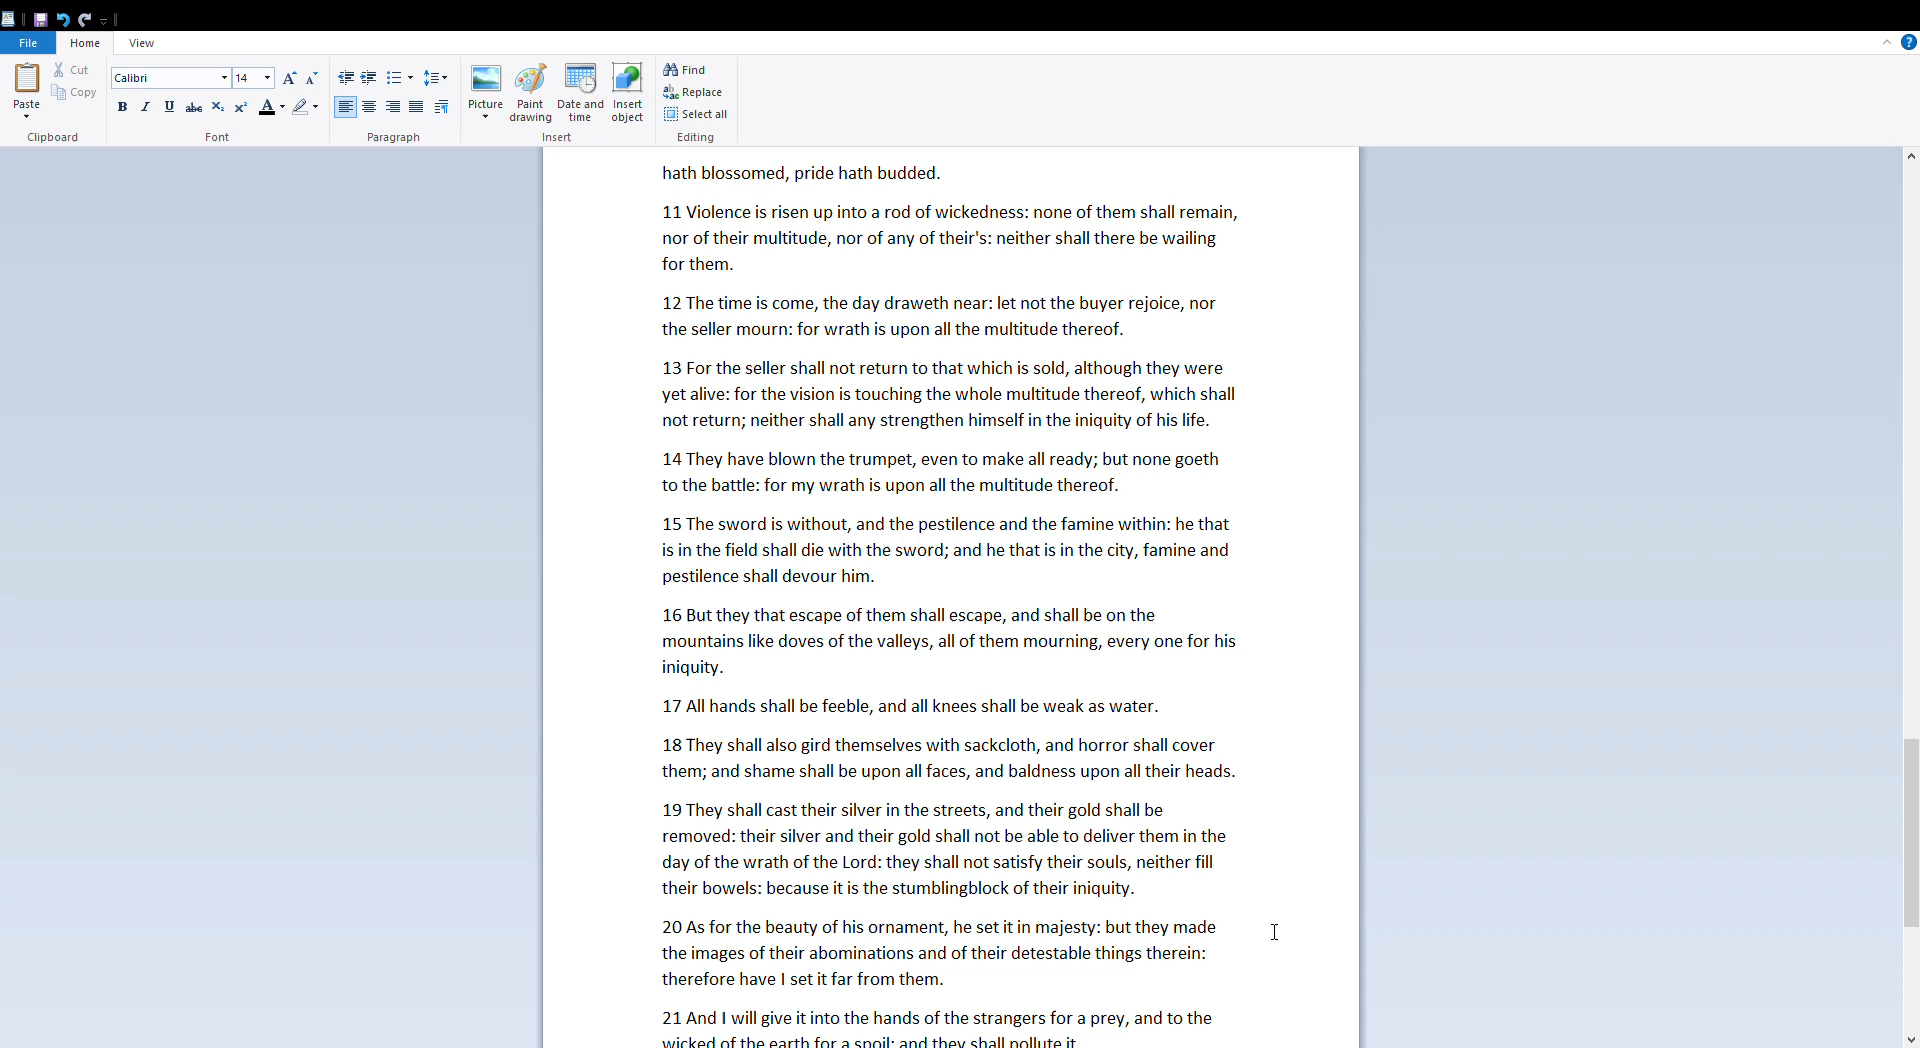 File Home View
Calibri 14
Paste
Cut
Copy
Clipboard
B I U abc X₂ X²
A
Font
Paragraph
Picture
Paint drawing
Date and time
Insert object
Insert
Find
Replace
Select all
Editing
hath blossomed, pride hath budded.
11 Violence is risen up into a rod of wickedness: none of them shall remain,
nor of their multitude, nor of any of their's: neither shall there be wailing
for them.
12 The time is come, the day draweth near: let not the buyer rejoice, nor
the seller mourn: for wrath is upon all the multitude thereof.
13 For the seller shall not return to that which is sold, although they were
yet alive: for the vision is touching the whole multitude thereof, which shall
not return; neither shall any strengthen himself in the iniquity of his life.
14 They have blown the trumpet, even to make all ready; but none goeth
to the battle: for my wrath is upon all the multitude thereof.
15 The sword is without, and the pestilence and the famine within: he that
is in the field shall die with the sword; and he that is in the city, famine and
pestilence shall devour him.
16 But they that escape of them shall escape, and shall be on the
mountains like doves of the valleys, all of them mourning, every one for his
iniquity.
17 All hands shall be feeble, and all knees shall be weak as water.
18 They shall also gird themselves with sackcloth, and horror shall cover
them; and shame shall be upon all faces, and baldness upon all their heads.
19 They shall cast their silver in the streets, and their gold shall be
removed: their silver and their gold shall not be able to deliver them in the
day of the wrath of the Lord: they shall not satisfy their souls, neither fill
their bowels: because it is the stumblingblock of their iniquity.
20 As for the beauty of his ornament, he set it in majesty: but they made
the images of their abominations and of their detestable things therein:
therefore have I set it far from them.
21 And I will give it into the hands of the strangers for a prey, and to the
wicked of the earth for a spoil; and they shall pollute it.